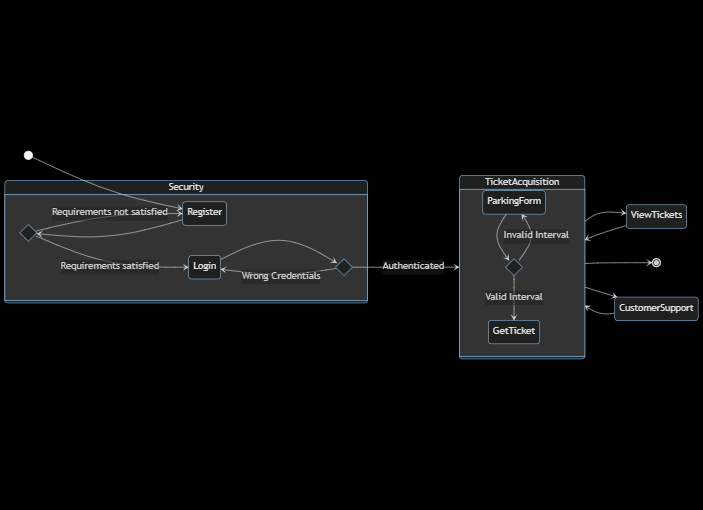 Security
Requirements not satisfied
Register
Requirements satisfied
Login
Wrong Credentials
Authenticated
TicketAcquisition
ParkingForm
Invalid Interval
Valid Interval
GetTicket
ViewTickets
CustomerSupport